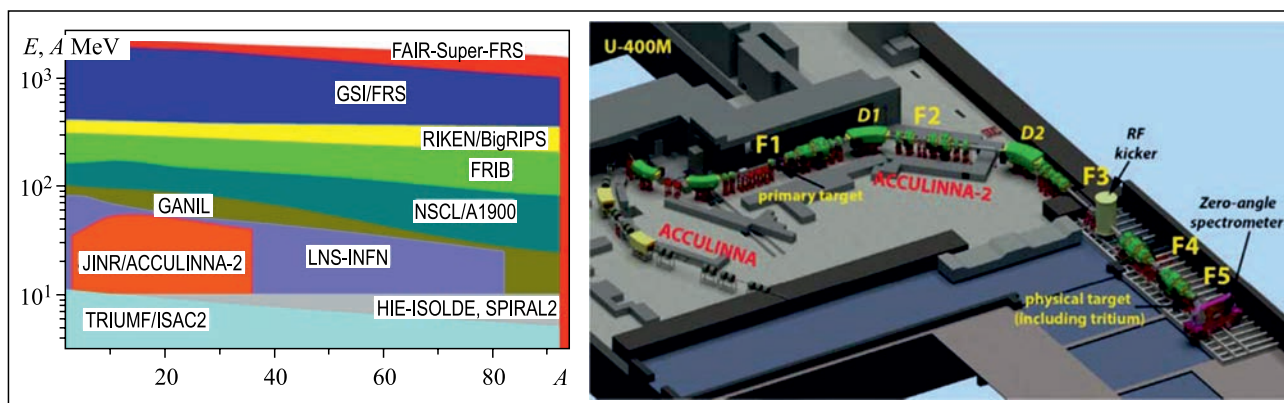 E, A MeV
10³
10²
10¹
FAIR-Super-FRS
GSI/FRS
RIKEN/BigRIPS
FRIB
GANIL
NSCL/A1900
JINR/ACCULINNA-2
LNS-INFN
HIE-ISOLDE, SPIRAL2
TRIUMF/ISAC2
20 40 60 80 A
U-400M
F1
D1
F2
D2
RF
kicker
primary target
ACCULINNA-2
F3
Zero-angle
spectrometer
ACCULINNA
F4
F5
physical target
(including tritium)